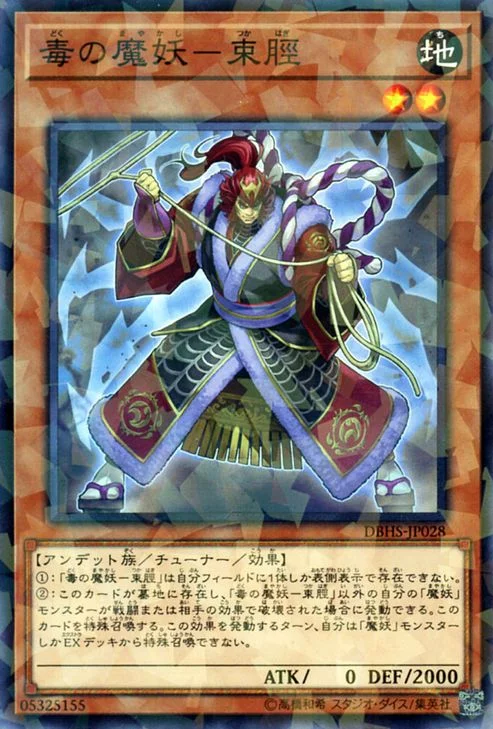 毒の魔妖－束脛
地
DBHS-JP028
【アンデット族／チューナー／効果】
①：「毒の魔妖－束脛」は自分フィールドに1体しか表側表示で存在できない。
②：このカードが墓地に存在し、「毒の魔妖－束脛」以外の自分の「魔妖」
モンスターが戦闘または相手の効果で破壊された場合に発動できる。この
カードを特殊召喚する。この効果を発動するターン、自分は「魔妖」モンスター
しかEXデッキから特殊召喚できない。
ATK/ 0 DEF/2000
05325155
©高橋和希 スタジオ・ダイス/集英社